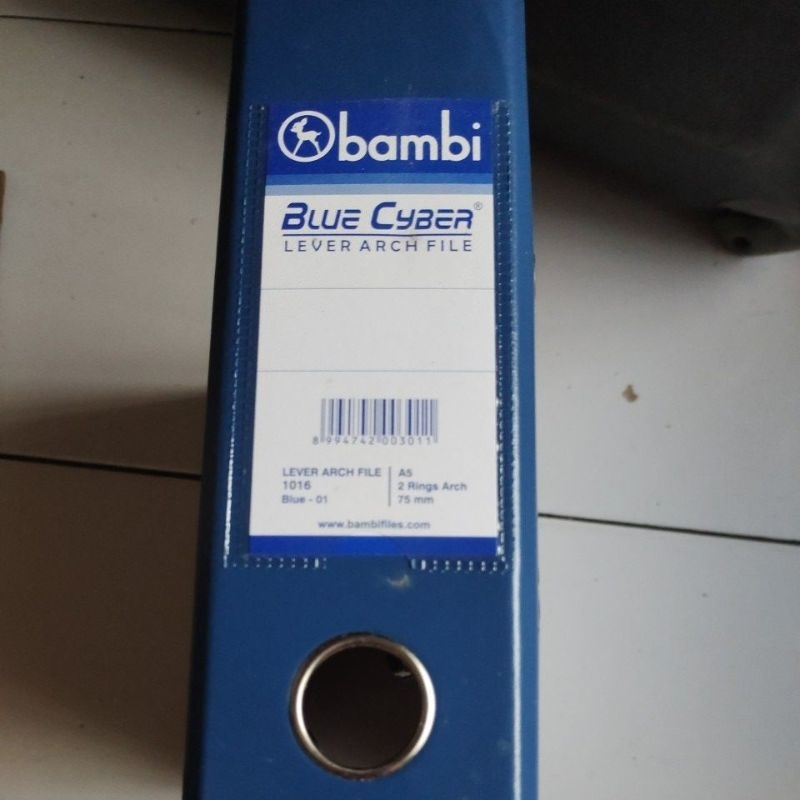 bambi
BLUE CYBER®
LEVER ARCH FILE
8 994742 003011
LEVER ARCH FILE
1016
Blue - 01
A5
2 Rings Arch
75 mm
www.bambifiles.com